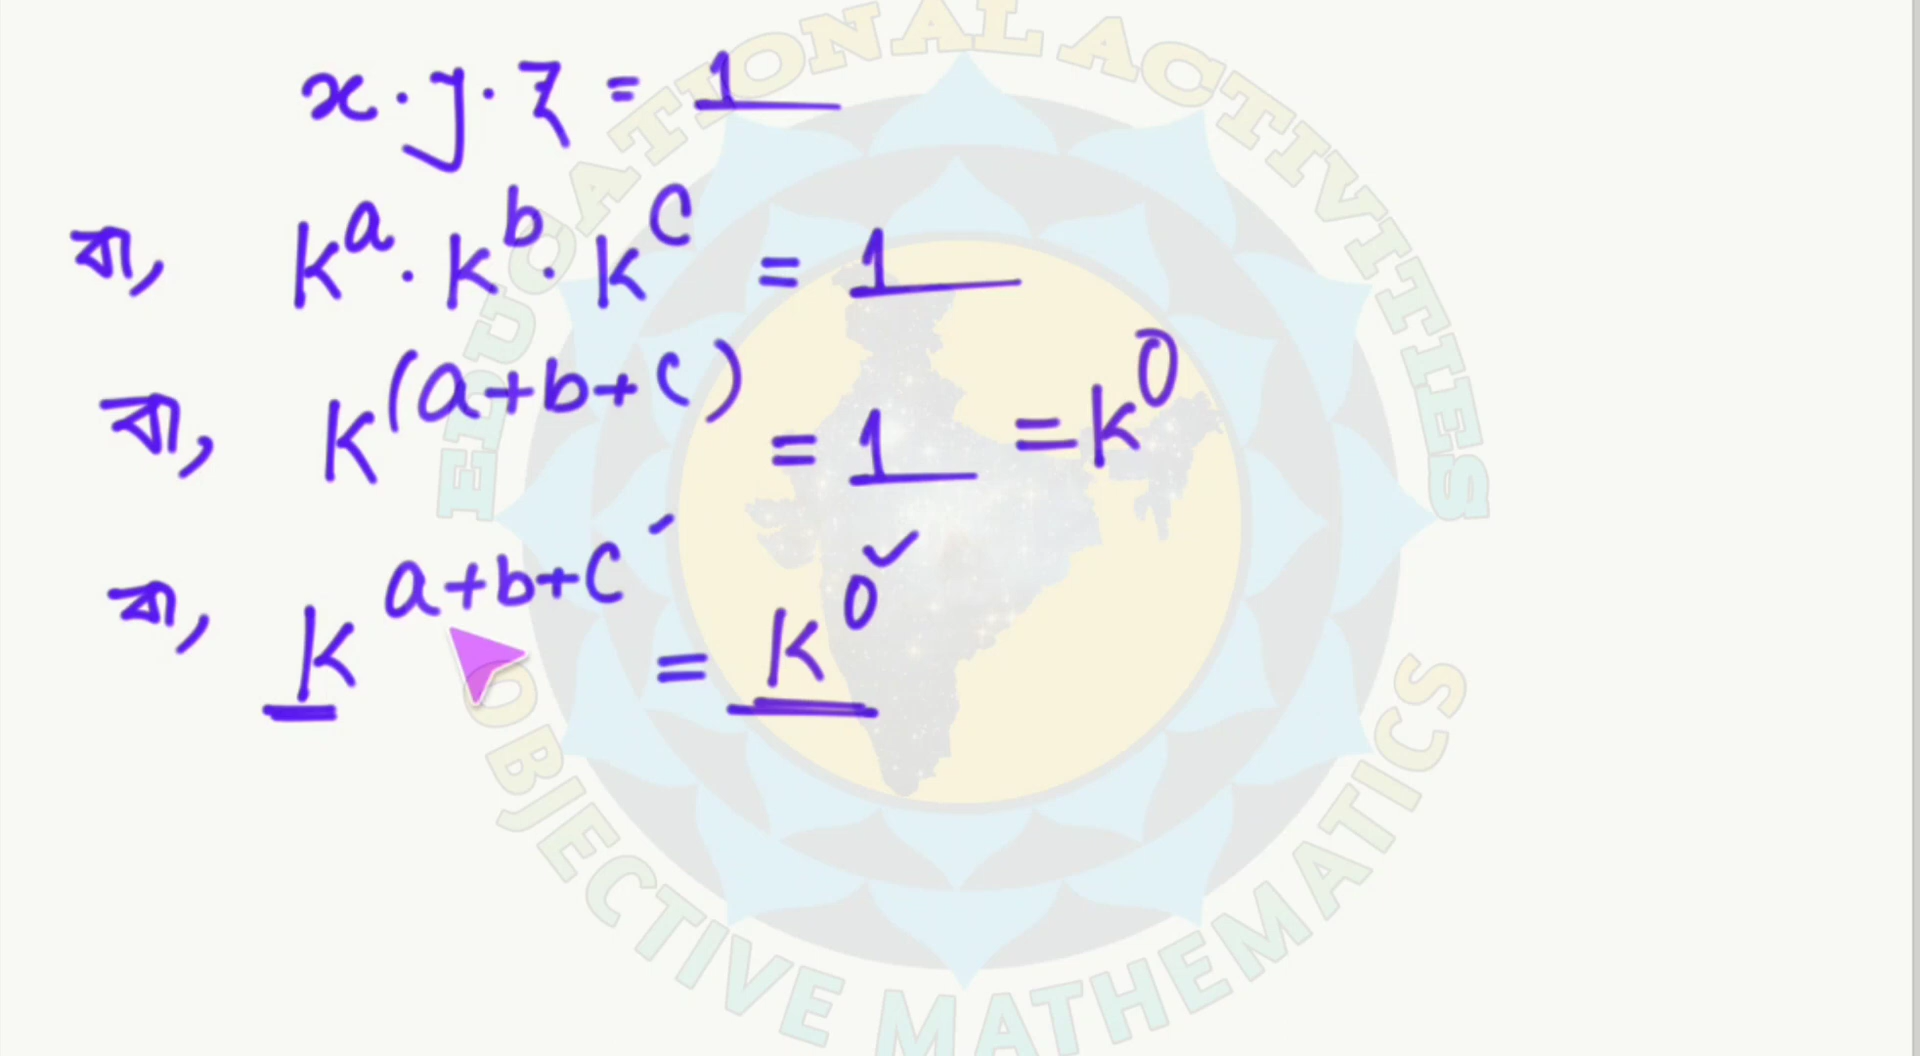 EDUCATIONAL ACTIVITIES
x·y·z = 1
বা, k^a·k^b·k^c = 1
বা, k^(a+b+c) = 1 = k^0
বা, k^a+b+c = k^0
OBJECTIVE MATHEMATICS